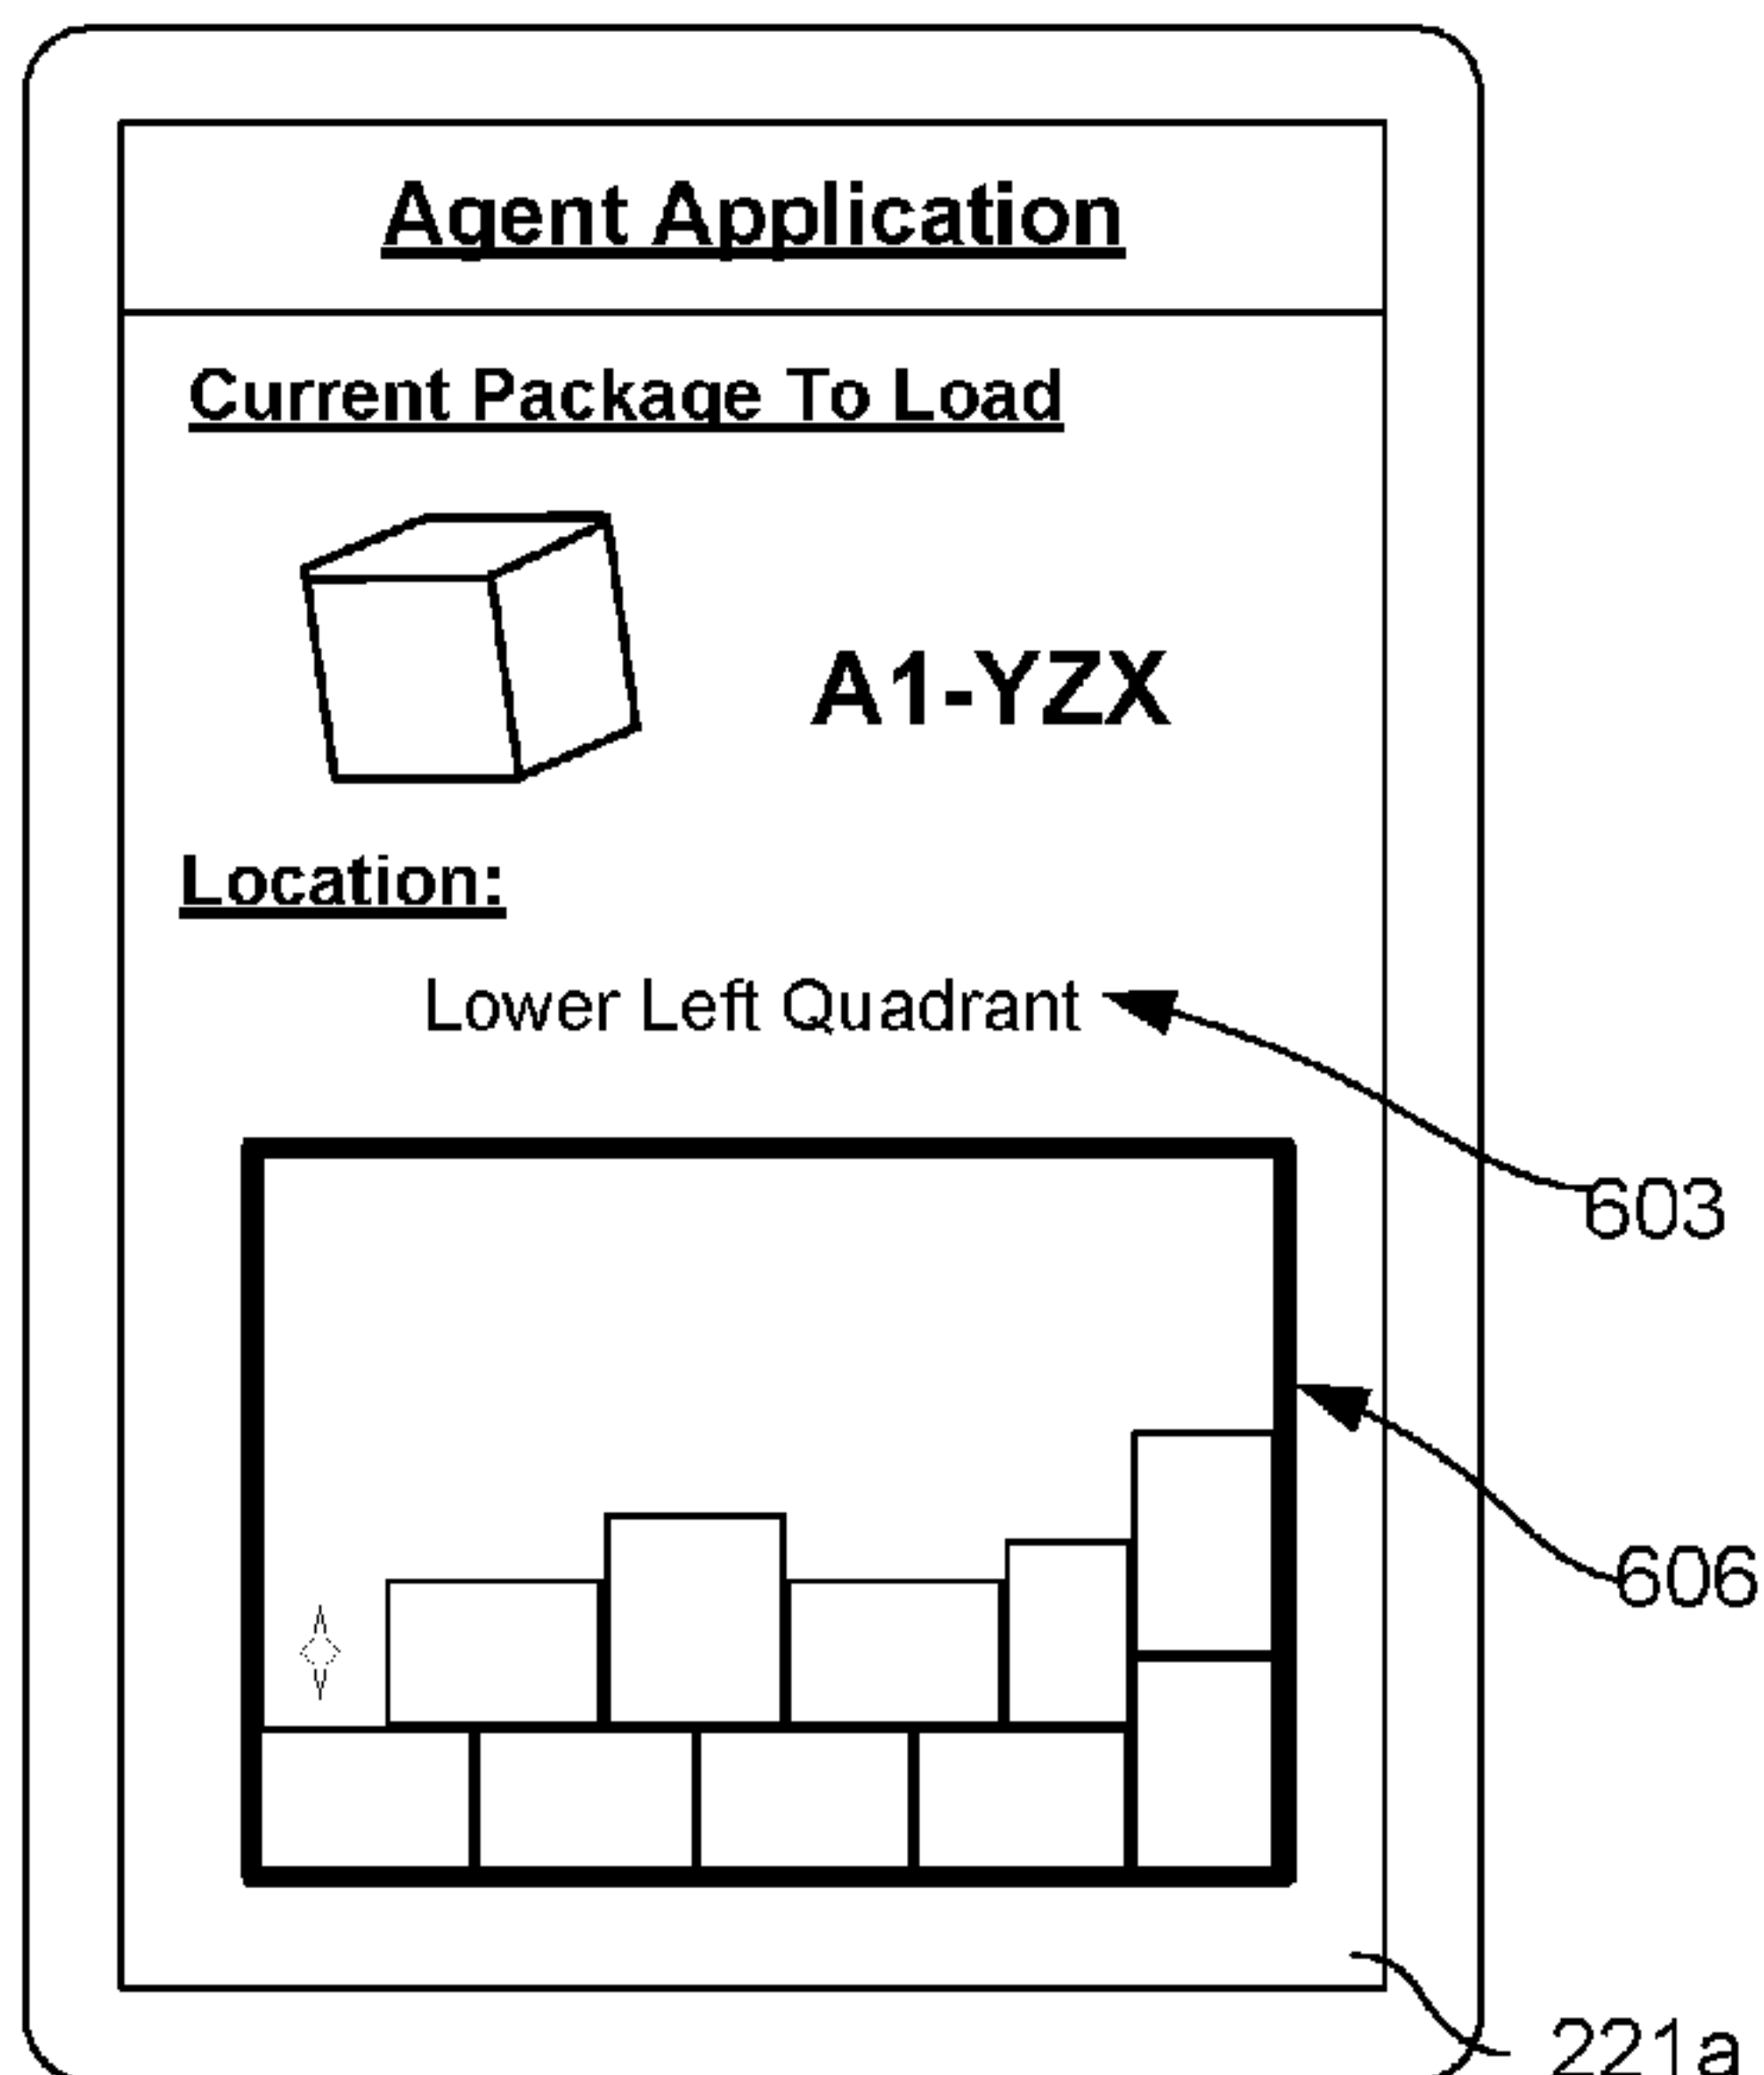 Agent Application
Current Package To Load
A1-YZX
Location:
Lower Left Quadrant
603
606
221a